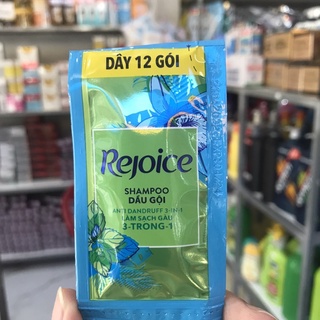 DÂY 12 GÓI
Rejoice
SHAMPOO
DẦU GỘI
ANTI DANDRUFF 3-IN-1
LÀM SẠCH GÀU
3-TRONG-1